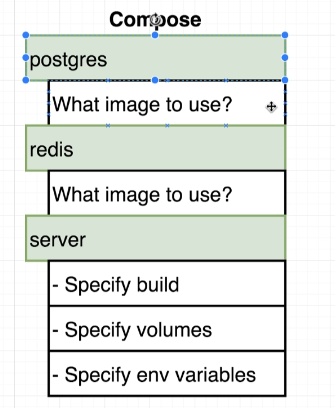 Compose
postgres
What image to use?
redis
What image to use?
server
- Specify build
- Specify volumes
- Specify env variables